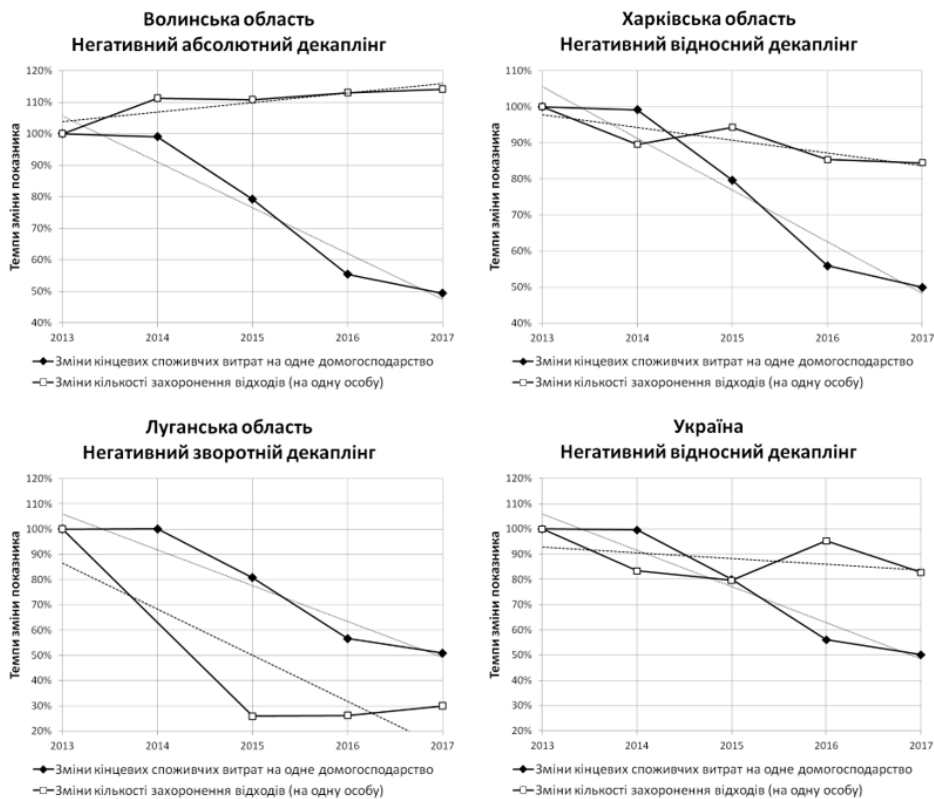 Волинська область
Негативний абсолютний декаплінг
Темпи зміни показника
120%
110%
100%
90%
80%
70%
60%
50%
40%
2013
2014
2015
2016
2017
Зміни кінцевих споживчих витрат на одне домогосподарство
Зміни кількості захоронення відходів (на одну особу)
Харківська область
Негативний відносний декаплінг
Темпи зміни показника
110%
100%
90%
80%
70%
60%
50%
40%
2013
2014
2015
2016
2017
Зміни кінцевих споживчих витрат на одне домогосподарство
Зміни кількості захоронення відходів (на одну особу)
Луганська область
Негативний зворотній декаплінг
Темпи зміни показника
120%
110%
100%
90%
80%
70%
60%
50%
40%
30%
20%
2013
2014
2015
2016
2017
Зміни кінцевих споживчих витрат на одне домогосподарство
Зміни кількості захоронення відходів (на одну особу)
Україна
Негативний відносний декаплінг
Темпи зміни показника
120%
110%
100%
90%
80%
70%
60%
50%
40%
30%
20%
2013
2014
2015
2016
2017
Зміни кінцевих споживчих витрат на одне домогосподарство
Зміни кількості захоронення відходів (на одну особу)